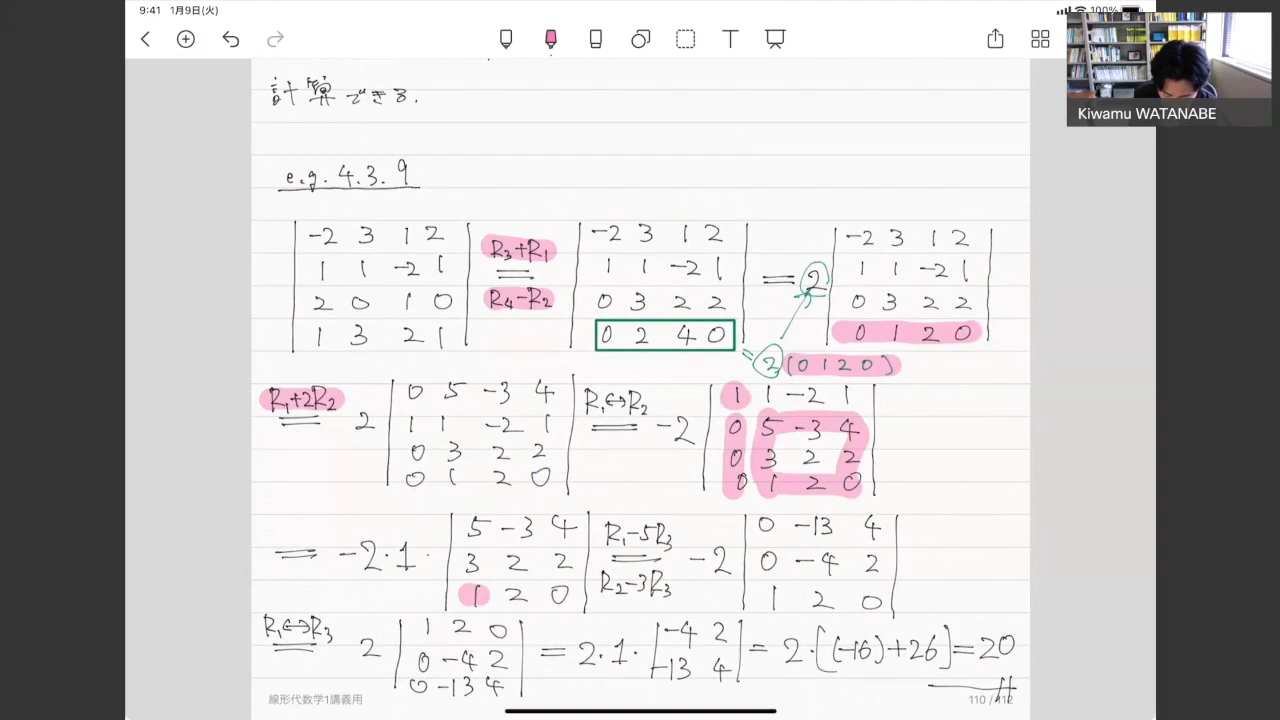 9:41 1月9日(火) 100%
Kiwamu WATANABE
計算できる.
e.g. 4.3.9
| -2 3 1 2 | R₃+R₁ | -2 3 1 2 | | -2 3 1 2 |
| 1 1 -2 1 | = | 1 1 -2 1 | = 2 | 1 1 -2 1 |
| 2 0 1 0 | R₄-R₂ | 0 3 2 2 | | 0 3 2 2 |
| 1 3 2 1 | | 0 2 4 0 | | 0 1 2 0 |
= 2 (0 1 2 0)
R₁+2R₂ | 0 5 -3 4 | R₁↔R₂ | 1 1 -2 1 |
= 2 | 1 1 -2 1 | = -2 | 0 5 -3 4 |
| 0 3 2 2 | | 0 3 2 2 |
| 0 1 2 0 | | 0 1 2 0 |
| 5 -3 4 | R₁-5R₃ | 0 -13 4 |
= -2・1・ | 3 2 2 | = -2 | 0 -4 2 |
| 1 2 0 | R₂-3R₃ | 1 2 0 |
R₁↔R₃ | 1 2 0 |
= 2 | 0 -4 2 | = 2・1・ | -4 2 | = 2・{(-16)+26} = 20
| 0 -13 4 | | -13 4 |
線形代数学1講義用 110 / 112